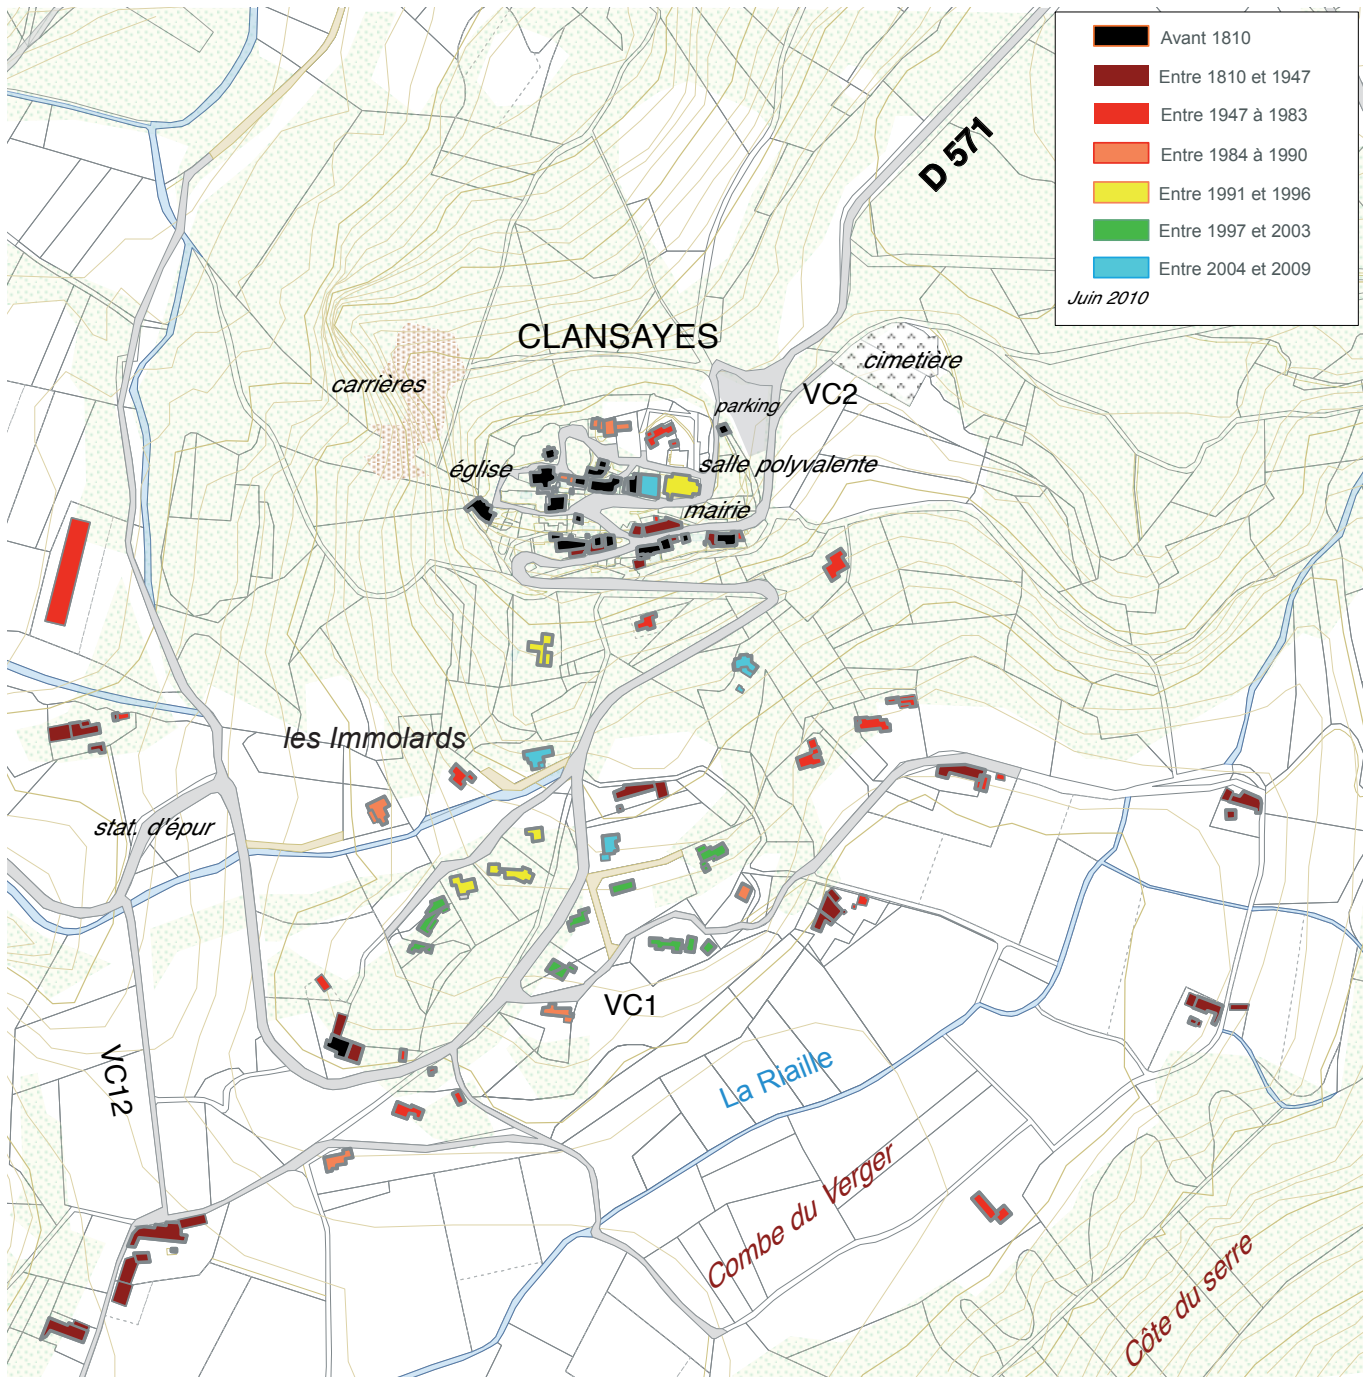 Avant 1810
Entre 1810 et 1947
Entre 1947 à 1983
Entre 1984 à 1990
Entre 1991 et 1996
Entre 1997 et 2003
Entre 2004 et 2009
Juin 2010
D 571
CLANSAYES
cimetière
carrières
VC2
parking
église
salle polyvalente
mairie
les Immolards
stat. d'épur
VC1
La Riaille
VC12
Combe du Verger
Côte du serre